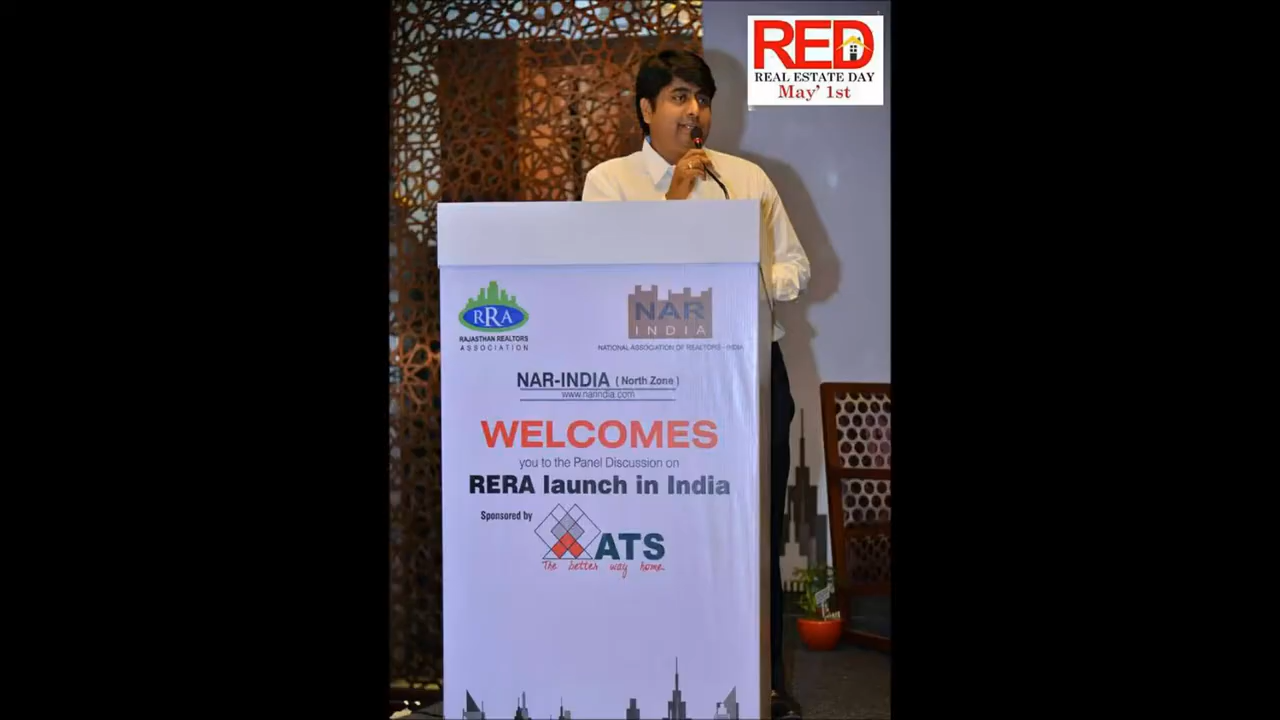 RED
REAL ESTATE DAY
May' 1st
RRA
RAJASTHAN REALTORS
ASSOCIATION
NAR
INDIA
NATIONAL ASSOCIATION OF REALTORS - INDIA
NAR-INDIA ( North Zone )
www.narindia.com
WELCOMES
you to the Panel Discussion on
RERA launch in India
Sponsored by
ATS
The better way home